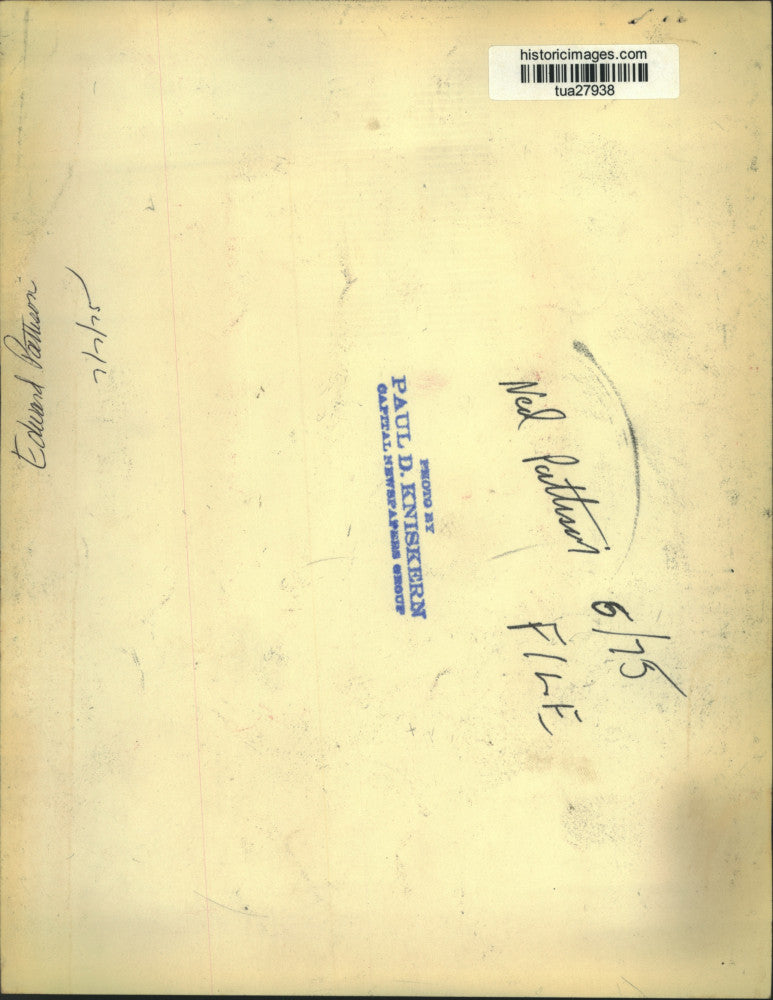 historicimages.com
tua27938
Edward Pattison
7/7/75
PHOTO BY
PAUL D. KNISKERN
CAPITAL NEWSPAPERS GROUP
Ned Pattison
6/75
FILE